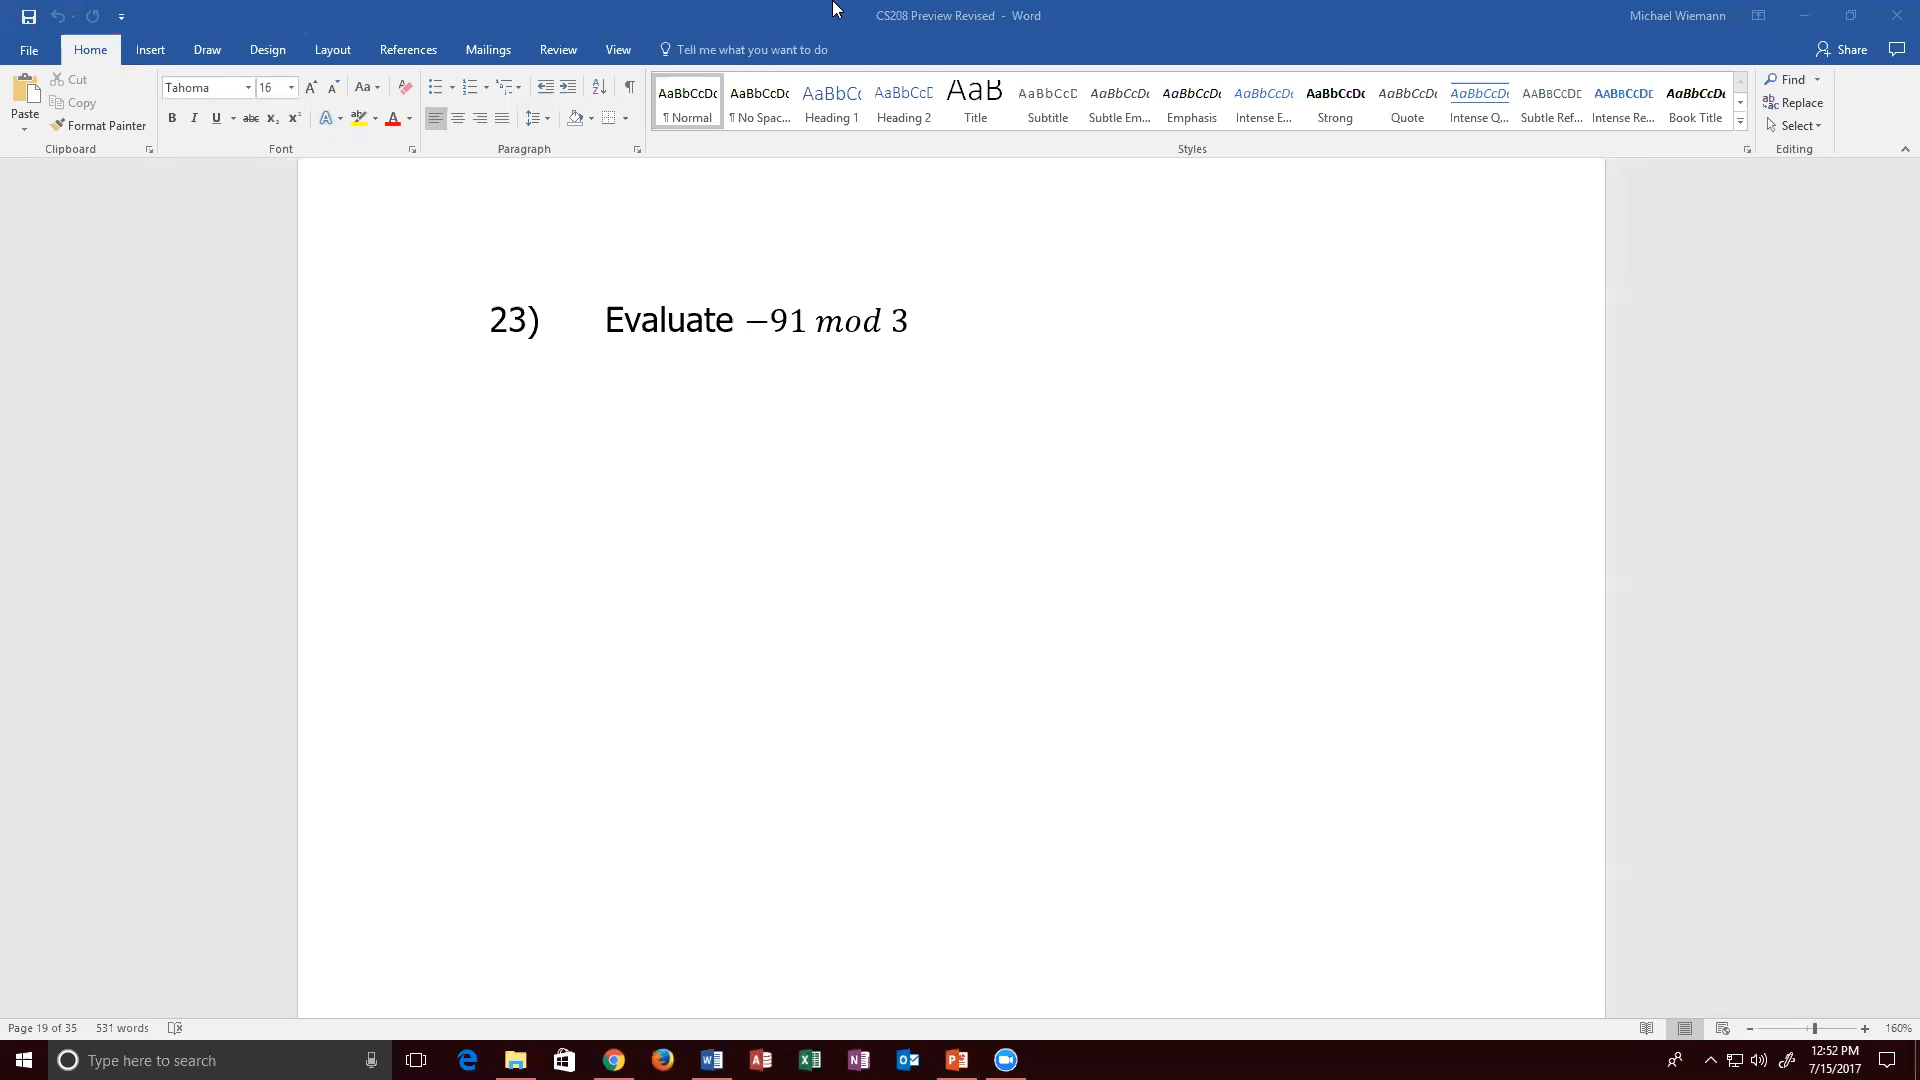 CS208 Preview Revised - Word
Michael Wiemann
File Home Insert Draw Design Layout References Mailings Review View Tell me what you want to do Share
Paste
Cut
Copy
Format Painter
Clipboard
Tahoma 16
Font
Paragraph
AaBbCcDc AaBbCcDc AaBbCc AaBbCcD AaB AaBbCcD AaBbCcDc AaBbCcDc AaBbCcDc AaBbCcDc AaBbCcDc AaBbCcDc AABBCCDD AABBCCDD AaBbCcDc
¶ Normal ¶ No Spac... Heading 1 Heading 2 Title Subtitle Subtle Em... Emphasis Intense E... Strong Quote Intense Q... Subtle Ref... Intense Re... Book Title
Styles
Find
Replace
Select
Editing
23) Evaluate −91 mod 3
Page 19 of 35 531 words 160%
Type here to search
12:52 PM
7/15/2017